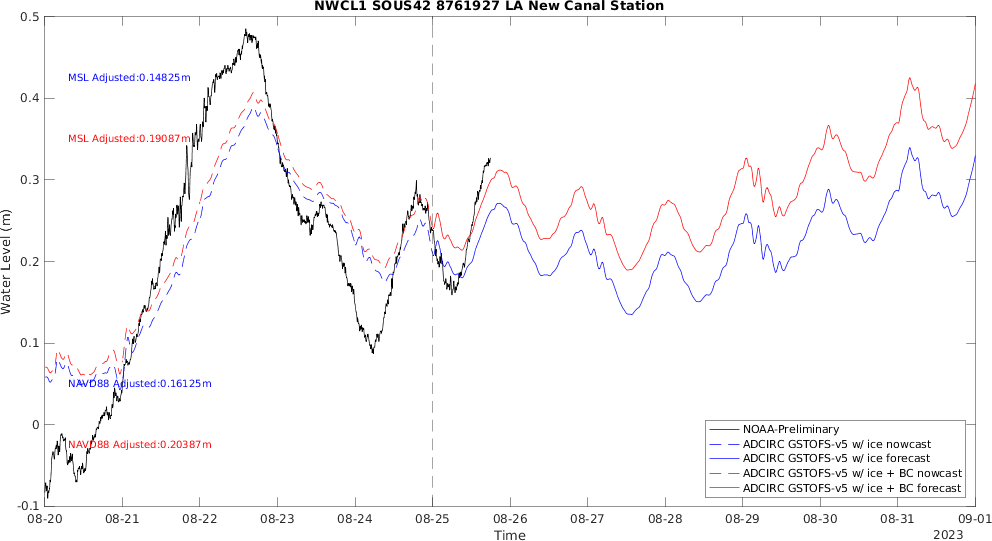 NWCL1 SOUS42 8761927 LA New Canal Station
0.5
0.4
0.3
0.2
0.1
0
-0.1
Water Level (m)
MSL Adjusted:0.14825m
MSL Adjusted:0.19087m
NAVD88 Adjusted:0.16125m
NAVD88 Adjusted:0.20387m
NOAA-Preliminary
ADCIRC GSTOFS-v5 w/ ice nowcast
ADCIRC GSTOFS-v5 w/ ice forecast
ADCIRC GSTOFS-v5 w/ ice + BC nowcast
ADCIRC GSTOFS-v5 w/ ice + BC forecast
08-20 08-21 08-22 08-23 08-24 08-25 08-26 08-27 08-28 08-29 08-30 08-31 09-01
Time
2023